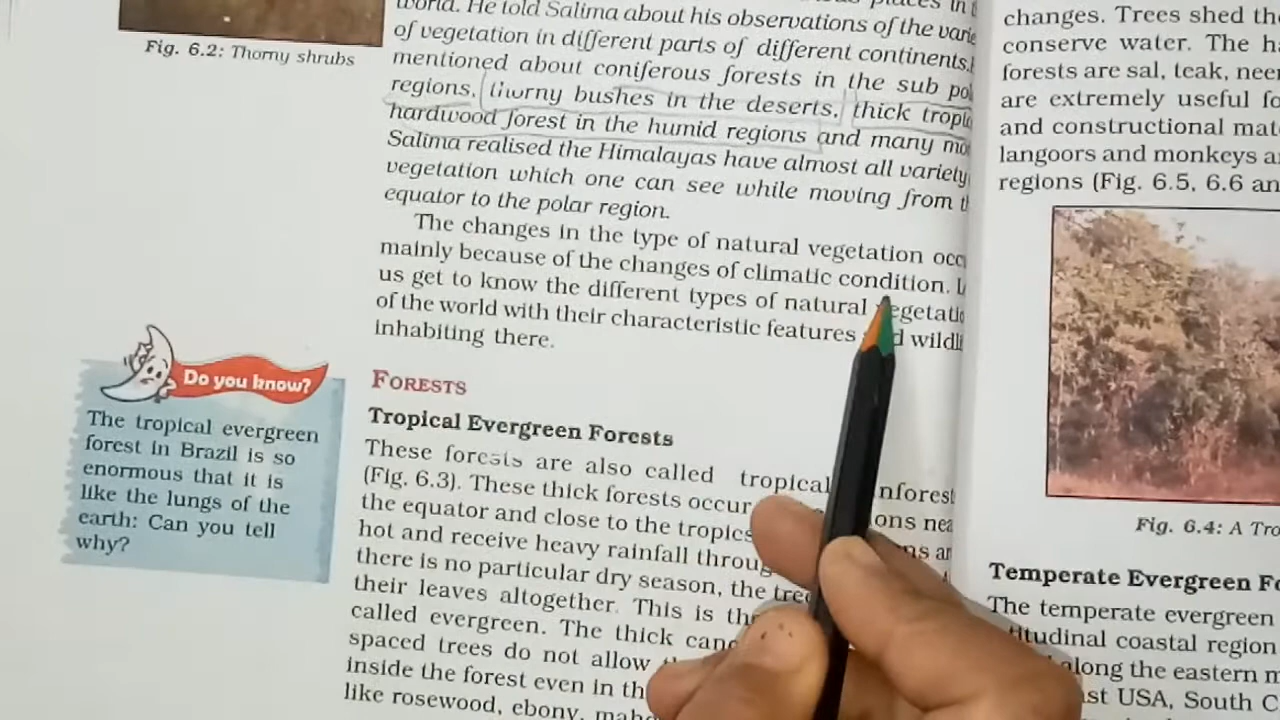 Fig. 6.2: Thorny shrubs
world. He told Salima about his observations of the
of vegetation in different parts of different continents.
mentioned about coniferous forests in the sub
regions, thorny bushes in the deserts, thick
hardwood forest in the humid regions and many
Salima realised the Himalayas have almost all variety
vegetation which one can see while moving from
equator to the polar region.
The changes in the type of natural vegetation
mainly because of the changes of climatic condition.
us get to know the different types of natural
of the world with their characteristic features wildli
inhabiting there.
Do you know?
The tropical evergreen
forest in Brazil is so
enormous that it is
like the lungs of the
earth: Can you tell
why?
FORESTS
Tropical Evergreen Forests
These forests are also called tropical
(Fig. 6.3). These thick forests occur
the equator and close to the tropics
hot and receive heavy rainfall
there is no particular dry season, the
their leaves altogether. This is
called evergreen. The thick
spaced trees do not allow
inside the forest even in
like rosewood, ebony,
changes. Trees shed
conserve water. The
forests are sal, teak,
are extremely useful
and constructional
langoors and monkeys
regions (Fig. 6.5, 6.6
Fig. 6.4: A
Temperate Evergreen
The temperate evergreen
coastal region
along the eastern
USA, South